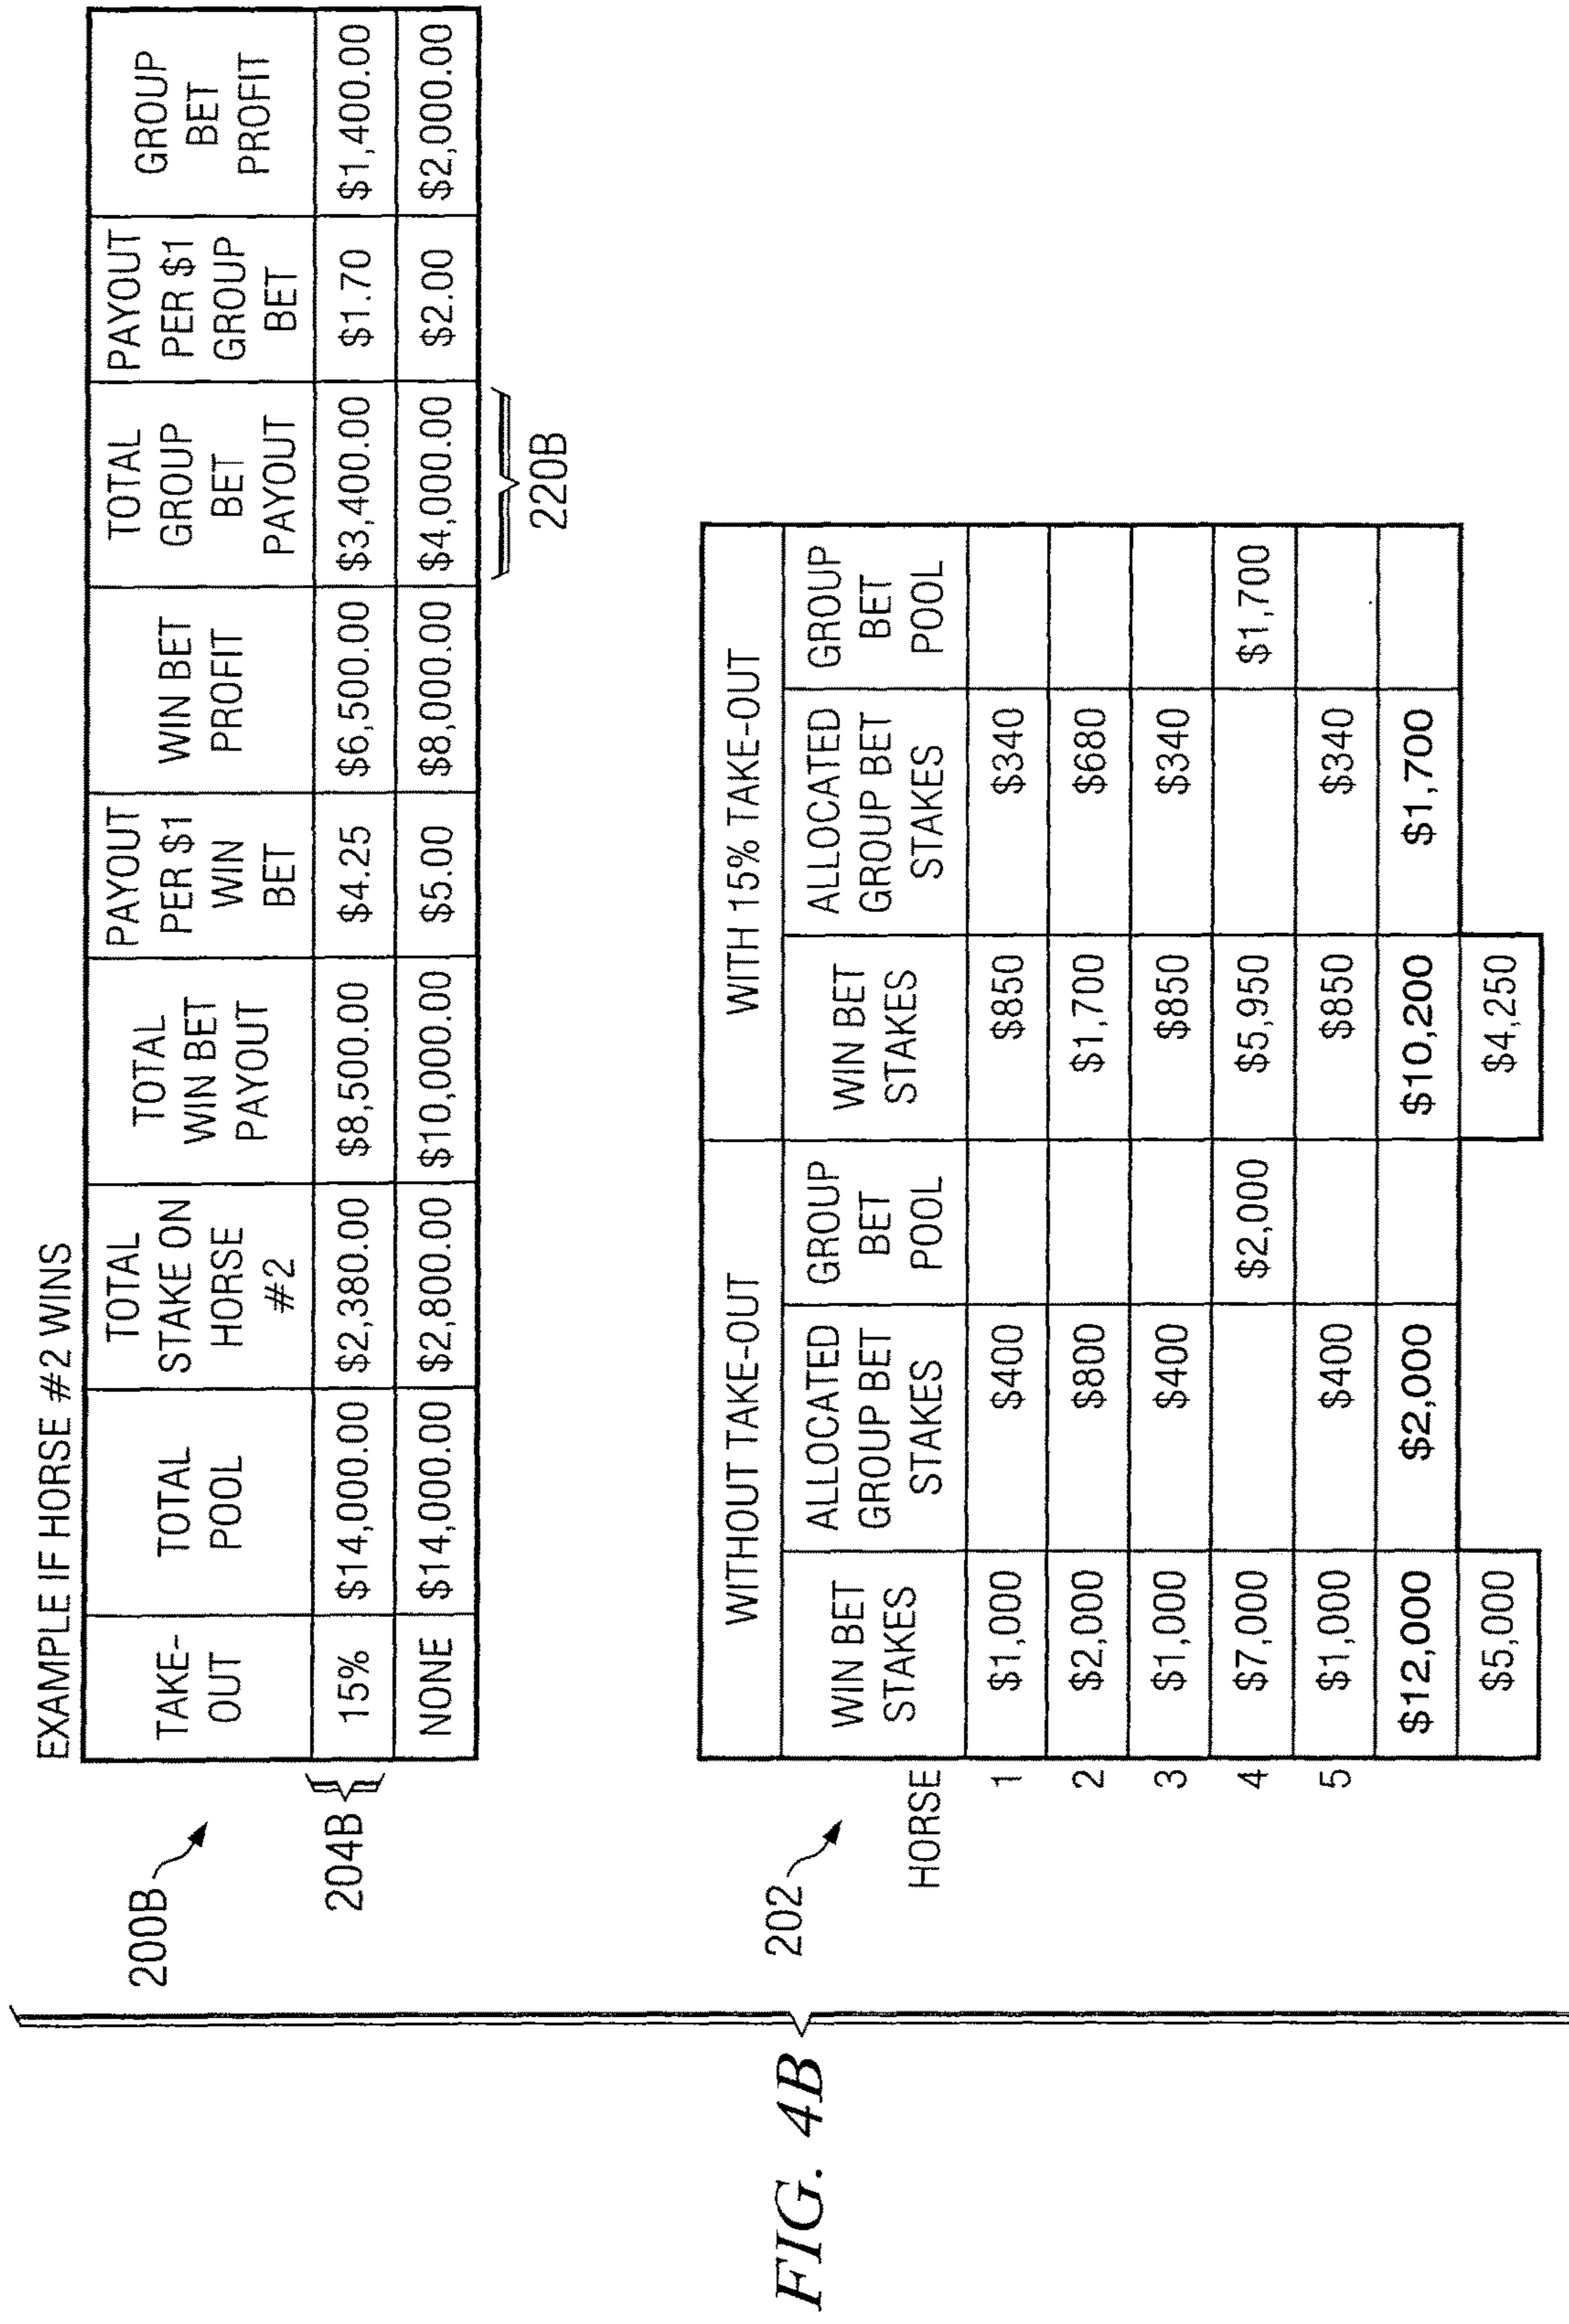 EXAMPLE IF HORSE #2 WINS
200B
TAKE-
OUT
TOTAL
POOL
TOTAL
STAKE ON
HORSE
#2
TOTAL
WIN BET
PAYOUT
PAYOUT
PER $1
WIN
BET
WIN BET
PROFIT
TOTAL
GROUP
BET
PAYOUT
PAYOUT
PER $1
GROUP
BET
GROUP
BET
PROFIT
204B
15% $14,000.00 $2,380.00 $8,500.00 $4.25 $6,500.00 $3,400.00 $1.70 $1,400.00
NONE $14,000.00 $2,800.00 $10,000.00 $5.00 $8,000.00 $4,000.00 $2.00 $2,000.00
220B
202
WITHOUT TAKE-OUT WITH 15% TAKE-OUT
HORSE
WIN BET
STAKES
ALLOCATED
GROUP BET
STAKES
GROUP
BET
POOL
WIN BET
STAKES
ALLOCATED
GROUP BET
STAKES
GROUP
BET
POOL
1 $1,000 $400 $850 $340
2 $2,000 $800 $1,700 $680
3 $1,000 $400 $850 $340
4 $7,000 $2,000 $5,950 $1,700
5 $1,000 $400 $850 $340
$12,000 $2,000 $10,200 $1,700
$5,000 $4,250
FIG. 4B